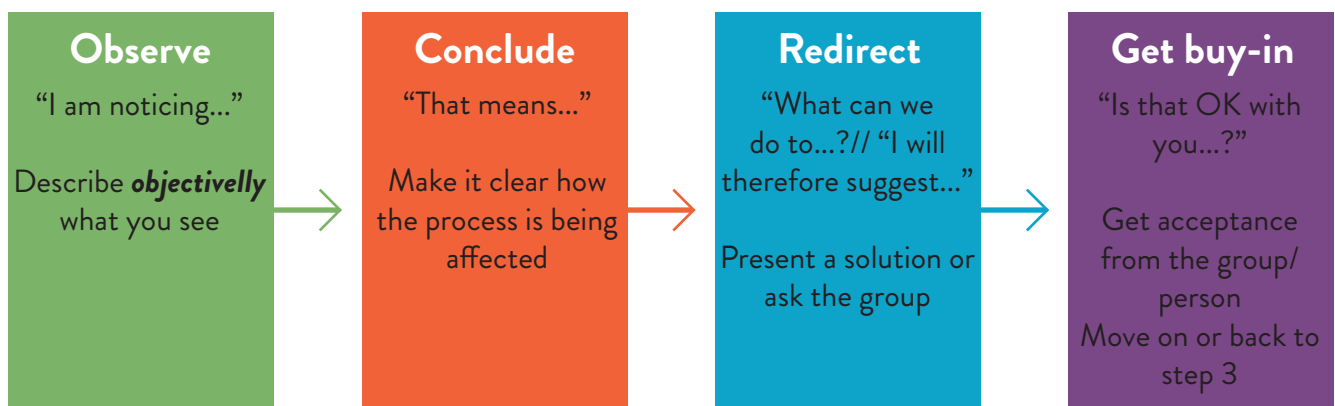 Observe
“I am noticing...”
Describe objectivelly
what you see
Conclude
“That means...”
Make it clear how
the process is being
affected
Redirect
“What can we
do to...?// “I will
therefore suggest...”
Present a solution or
ask the group
Get buy-in
“Is that OK with
you...?”
Get acceptance
from the group/
person
Move on or back to
step 3